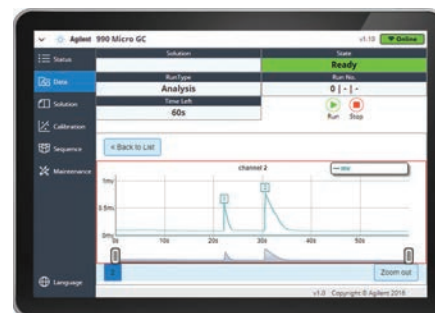 Agilent 990 Micro GC
v1.10 Online
Status
Data
Solution
Calibration
Sequence
Maintenance
Language
Solution
State
Ready
RunType
Run No.
Analysis
0 | - | -
Time Left
60s
Run Stop
< Back to List
channel 2
1mv
0.5mv
0mv
0s 10s 20s 30s 40s 50s
2
Zoom out
v1.0 Copyright © Agilent 2018